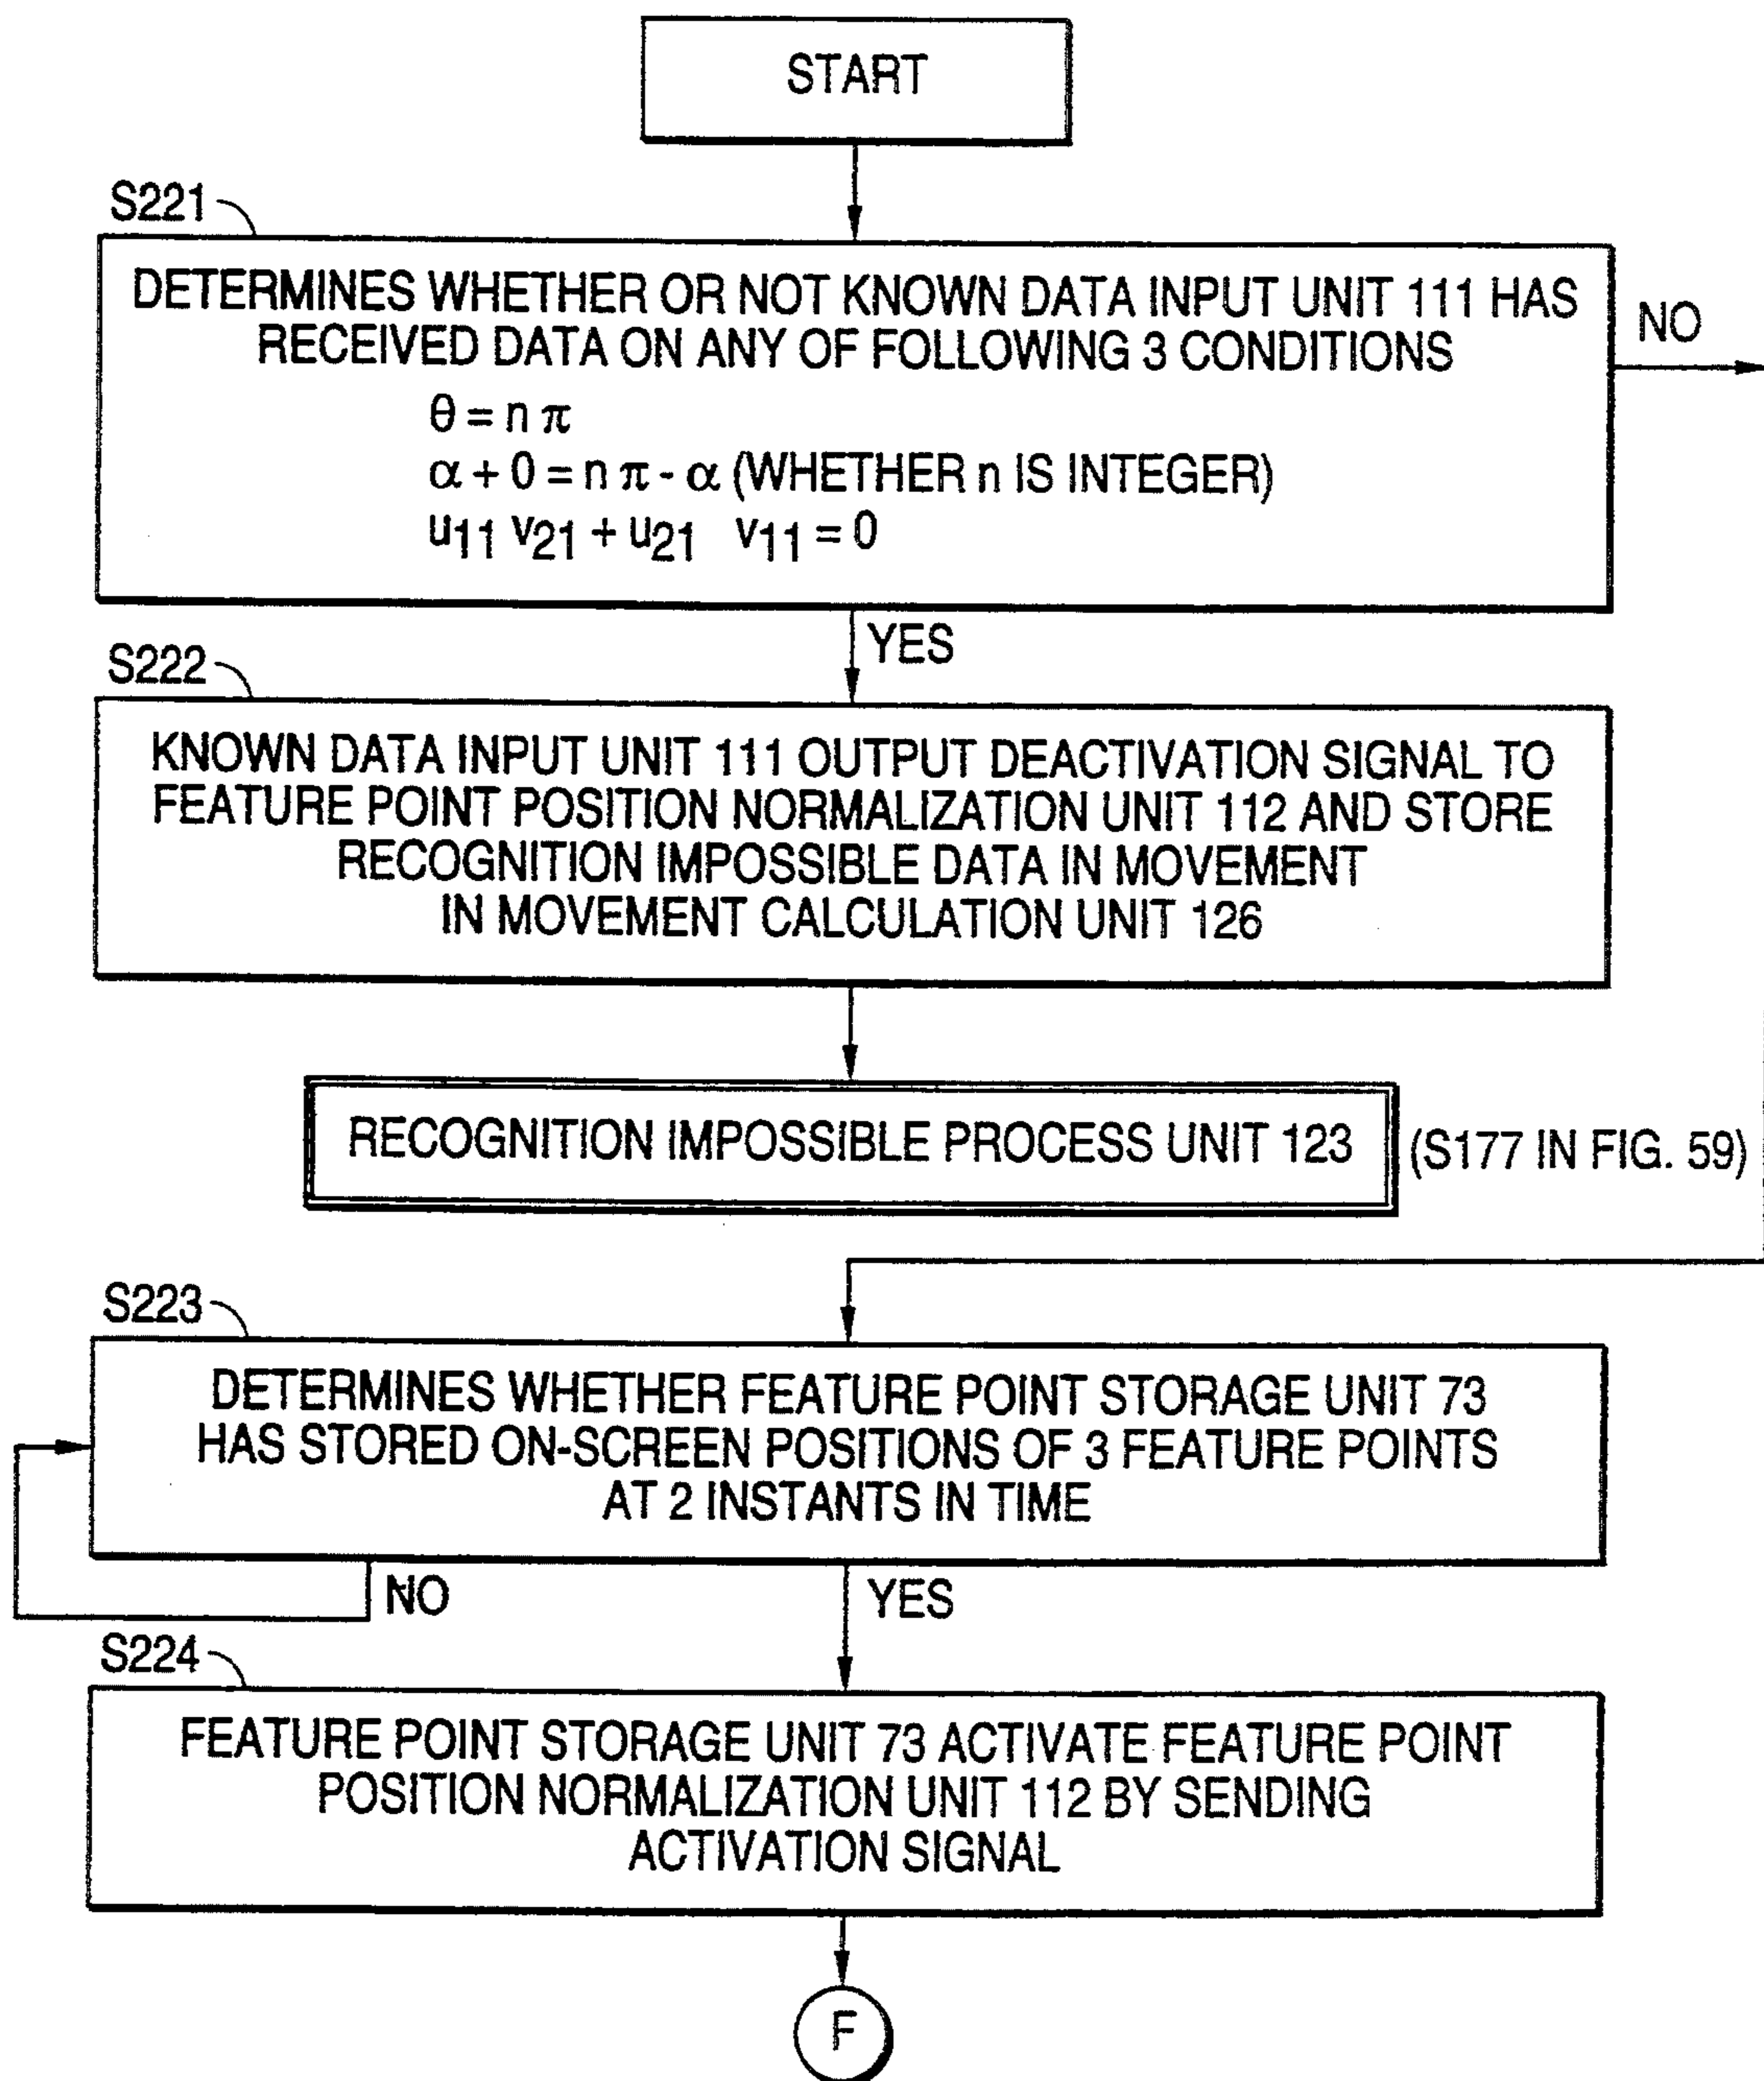 START
S221
DETERMINES WHETHER OR NOT KNOWN DATA INPUT UNIT 111 HAS
RECEIVED DATA ON ANY OF FOLLOWING 3 CONDITIONS
θ = n π
α + 0 = n π - α (WHETHER n IS INTEGER)
u11 v21 + u21 v11 = 0
NO
YES
S222
KNOWN DATA INPUT UNIT 111 OUTPUT DEACTIVATION SIGNAL TO
FEATURE POINT POSITION NORMALIZATION UNIT 112 AND STORE
RECOGNITION IMPOSSIBLE DATA IN MOVEMENT
IN MOVEMENT CALCULATION UNIT 126
RECOGNITION IMPOSSIBLE PROCESS UNIT 123
(S177 IN FIG. 59)
S223
DETERMINES WHETHER FEATURE POINT STORAGE UNIT 73
HAS STORED ON-SCREEN POSITIONS OF 3 FEATURE POINTS
AT 2 INSTANTS IN TIME
NO
YES
S224
FEATURE POINT STORAGE UNIT 73 ACTIVATE FEATURE POINT
POSITION NORMALIZATION UNIT 112 BY SENDING
ACTIVATION SIGNAL
F